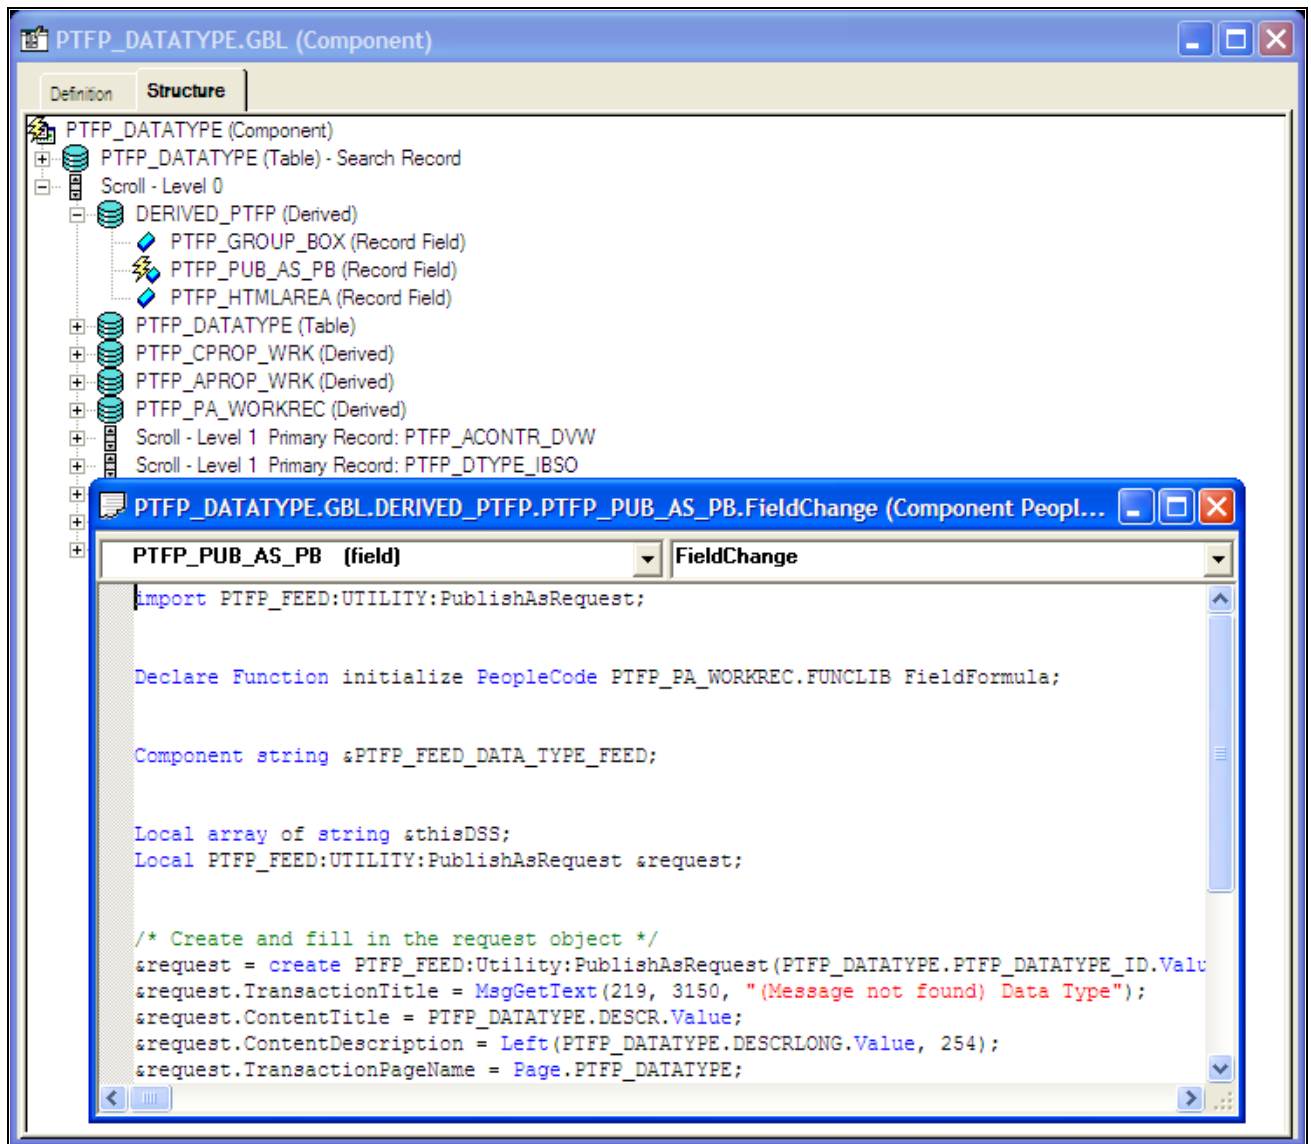 PTFP_DATATYPE.GBL (Component)
Definition
Structure
PTFP_DATATYPE (Component)
PTFP_DATATYPE (Table) - Search Record
Scroll - Level 0
DERIVED_PTFP (Derived)
PTFP_GROUP_BOX (Record Field)
PTFP_PUB_AS_PB (Record Field)
PTFP_HTMLAREA (Record Field)
PTFP_DATATYPE (Table)
PTFP_CPROP_WRK (Derived)
PTFP_APROP_WRK (Derived)
PTFP_PA_WORKREC (Derived)
Scroll - Level 1 Primary Record: PTFP_ACONTR_DVW
Scroll - Level 1 Primary Record: PTFP_DTYPE_IBSO
PTFP_DATATYPE.GBL.DERIVED_PTFP.PTFP_PUB_AS_PB.FieldChange (Component Peopl...
PTFP_PUB_AS_PB (field)
FieldChange
import PTFP_FEED:UTILITY:PublishAsRequest;
Declare Function initialize PeopleCode PTFP_PA_WORKREC.FUNCLIB FieldFormula;
Component string &PTFP_FEED_DATA_TYPE_FEED;
Local array of string &thisDSS;
Local PTFP_FEED:UTILITY:PublishAsRequest &request;
/* Create and fill in the request object */
&request = create PTFP_FEED:Utility:PublishAsRequest(PTFP_DATATYPE.PTFP_DATATYPE_ID.Valu
&request.TransactionTitle = MsgGetText(219, 3150, "(Message not found) Data Type");
&request.ContentTitle = PTFP_DATATYPE.DESCR.Value;
&request.ContentDescription = Left(PTFP_DATATYPE.DESCRLONG.Value, 254);
&request.TransactionPageName = Page.PTFP_DATATYPE;